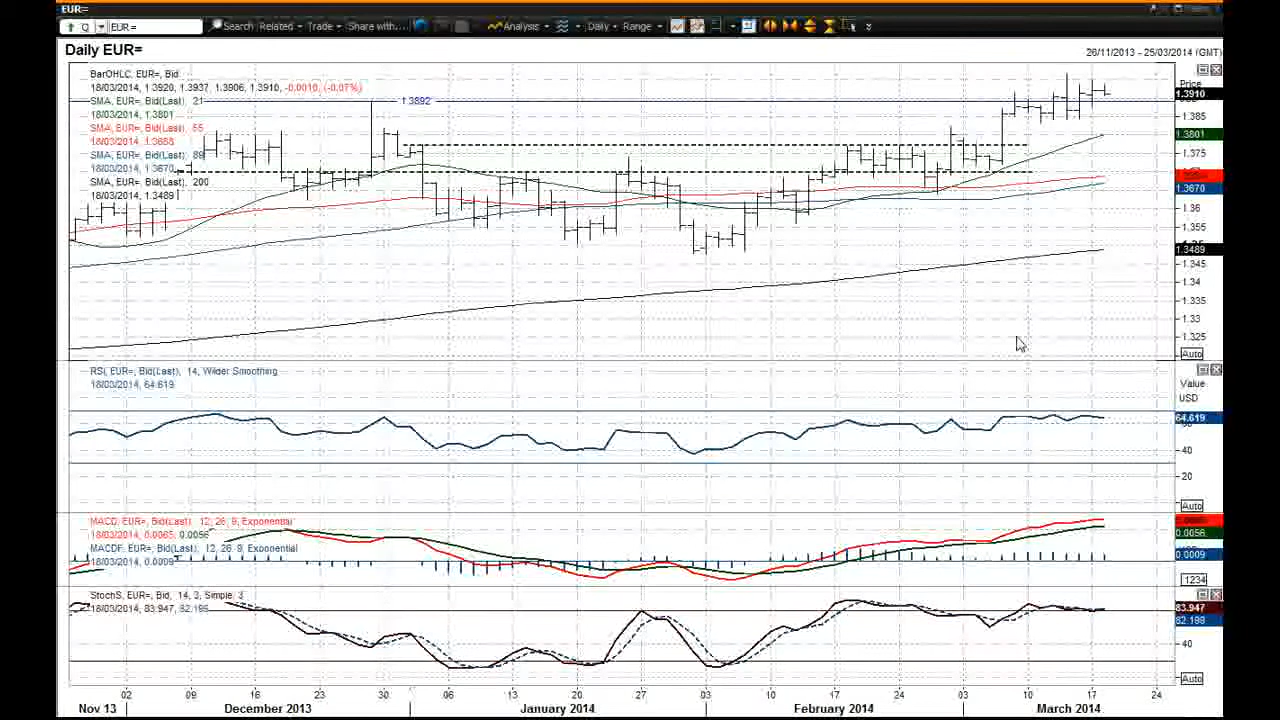 EUR=
Q EUR= Search Related Trade Share with... Analysis Daily Range
Daily EUR=
26/11/2013 - 25/03/2014 (GMT)
BarOHLC, EUR=, Bid
18/03/2014, 1.3920, 1.3937, 1.3906, 1.3910, -0.0010, (-0.07%)
SMA, EUR=, Bid(Last), 21
18/03/2014, 1.3801
SMA, EUR=, Bid(Last), 55
18/03/2014, 1.3688
SMA, EUR=, Bid(Last), 89
18/03/2014, 1.3670
SMA, EUR=, Bid(Last), 200
18/03/2014, 1.3489
1.3892
Price
1.3910
1.385
1.3801
1.375
1.3670
1.36
1.355
1.3489
1.345
1.34
1.335
1.33
1.325
Auto
RSI, EUR=, Bid(Last), 14, Wilder Smoothing
18/03/2014, 64.619
Value
USD
64.619
40
20
Auto
MACD, EUR=, Bid(Last), 12, 26, 9, Exponential
18/03/2014, 0.0065, 0.0056
MACDF, EUR=, Bid(Last), 12, 26, 9, Exponential
18/03/2014, 0.0009
0.0065
0.0056
0.0009
.1234
StochS, EUR=, Bid, 14, 3, Simple, 3
18/03/2014, 83.947, 82.198
83.947
82.198
40
Auto
02 09 16 23 30 06 13 20 27 03 10 17 24 03 10 17 24
Nov 13 December 2013 January 2014 February 2014 March 2014